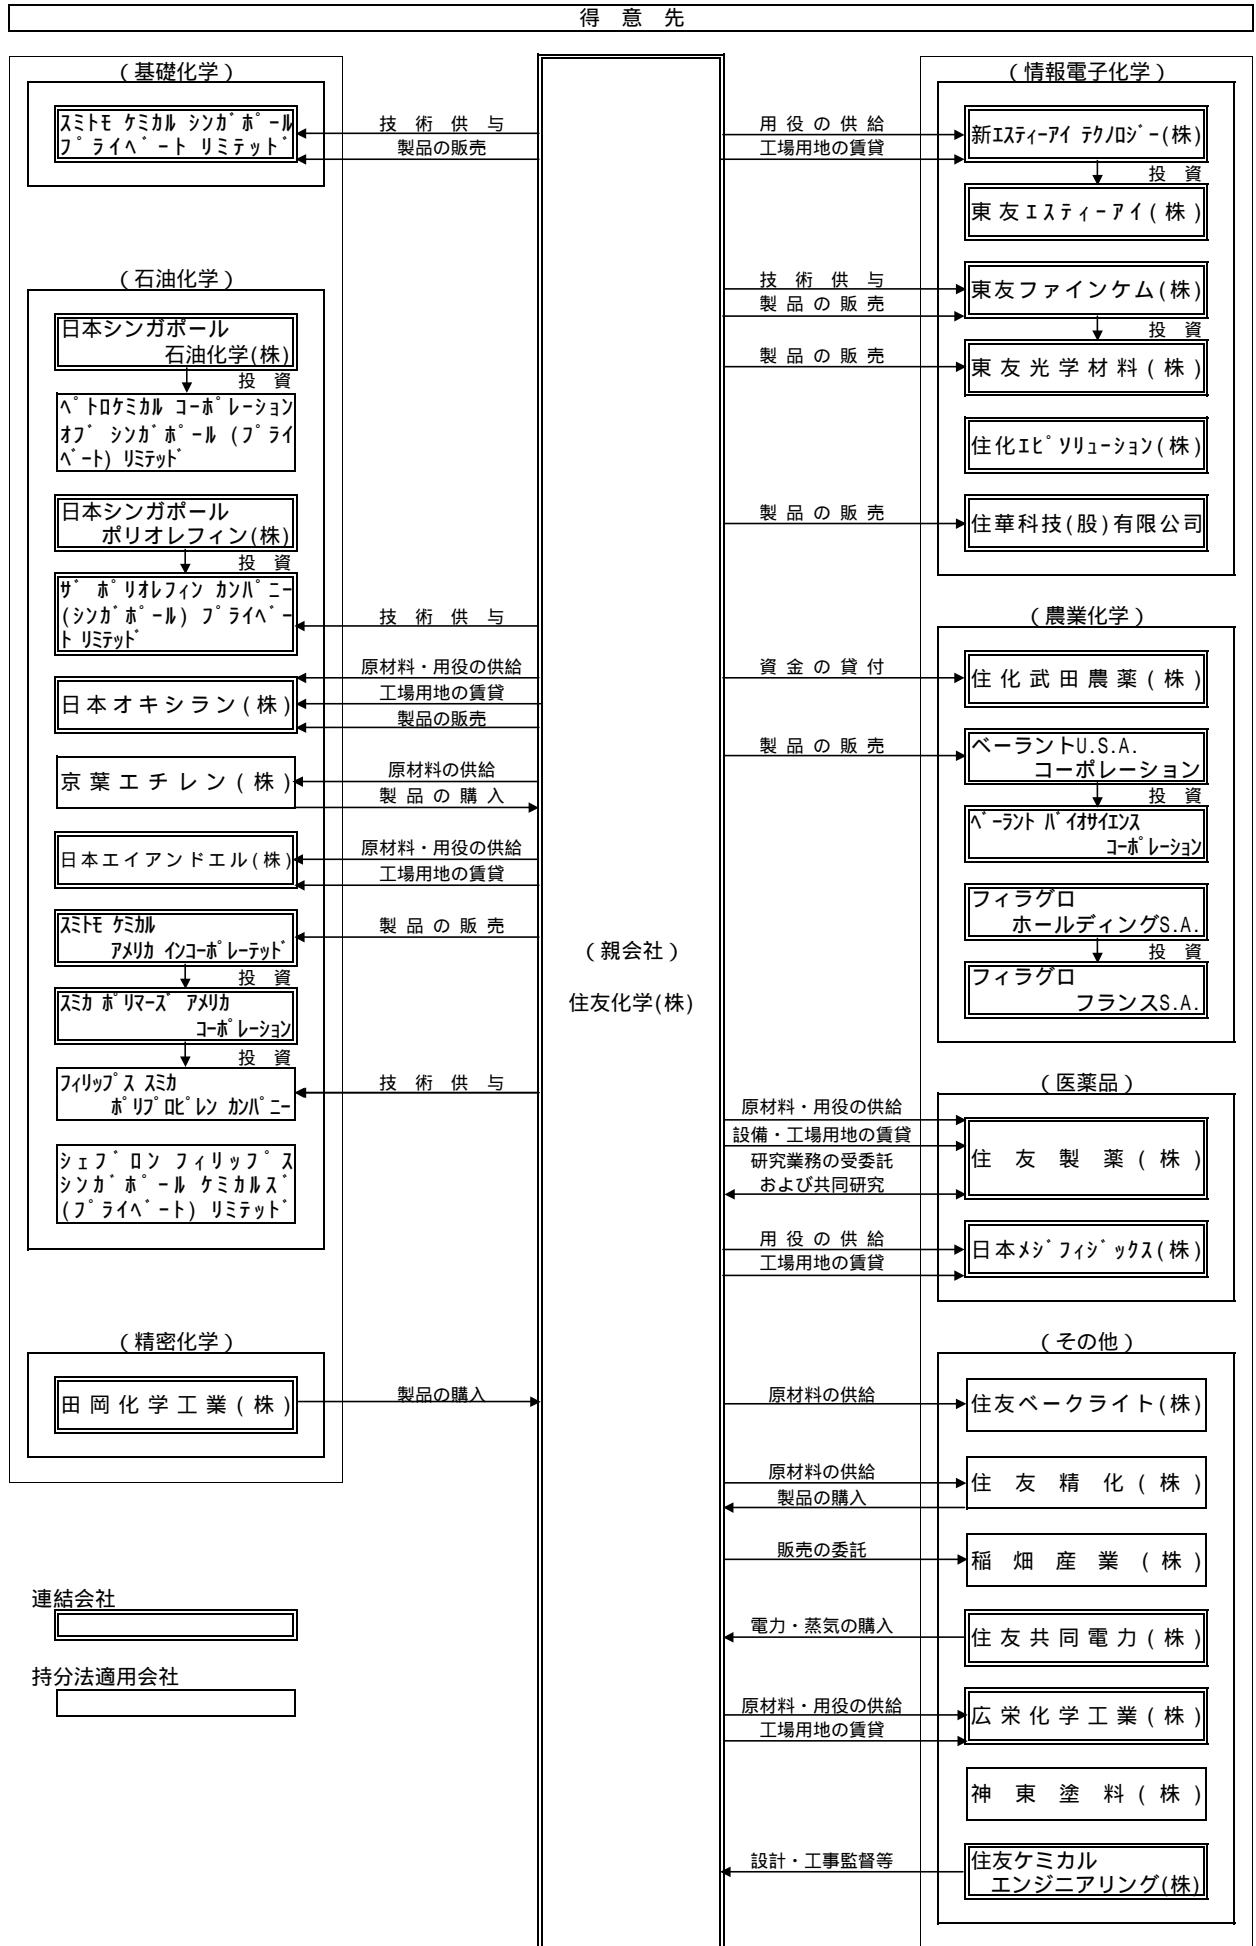 得 意 先
(基礎化学)
スミトモ ケミカル シンガポール
プライベート リミテッド
技 術 供 与
製品の販売
(石油化学)
日本シンガポール
石油化学(株)
投 資
ペトロケミカル コーポレーション
オブ シンガポール (プライ
ベート) リミテッド
日本シンガポール
ポリオレフィン(株)
投 資
ザ ポリオレフィン カンパニー
(シンガポール) プライベー
ト リミテッド
技 術 供 与
日本オキシラン(株)
原材料・用役の供給
工場用地の賃貸
製品の販売
京葉エチレン(株)
原材料の供給
製品の購入
日本エイアンドエル(株)
原材料・用役の供給
工場用地の賃貸
スミトモ ケミカル
アメリカ インコーポレーテッド
製品の販売
投 資
スミカ ポリマーズ アメリカ
コーポレーション
投 資
フィリップス スミカ
ポリプロピレン カンパニー
技 術 供 与
シェブロン フィリップス
シンガポール ケミカルズ
(プライベート) リミテッド
(精密化学)
田岡化学工業(株)
製品の購入
連結会社
持分法適用会社
(親会社)
住友化学(株)
(情報電子化学)
用役の供給
工場用地の賃貸
新エスティーアイ テクノロジー(株)
投 資
東友エスティーアイ(株)
技 術 供 与
製品の販売
東友ファインケム(株)
投 資
製品の販売
東友光学材料(株)
住化エピソリューション(株)
製品の販売
住華科技(股)有限公司
(農業化学)
資金の貸付
住化武田農薬(株)
製品の販売
ベーラントU.S.A.
コーポレーション
投 資
ベーラント バイオサイエンス
コーポレーション
フィラグロ
ホールディングS.A.
投 資
フィラグロ
フランスS.A.
(医薬品)
原材料・用役の供給
設備・工場用地の賃貸
研究業務の受委託
および共同研究
住 友 製 薬(株)
用役の供給
工場用地の賃貸
日本メジフィジックス(株)
(その他)
原材料の供給
住友ベークライト(株)
原材料の供給
製品の購入
住 友 精 化(株)
販売の委託
稲 畑 産 業 (株)
電力・蒸気の購入
住友共同電力(株)
原材料・用役の供給
工場用地の賃貸
広栄化学工業(株)
神 東 塗 料(株)
設計・工事監督等
住友ケミカル
エンジニアリング(株)